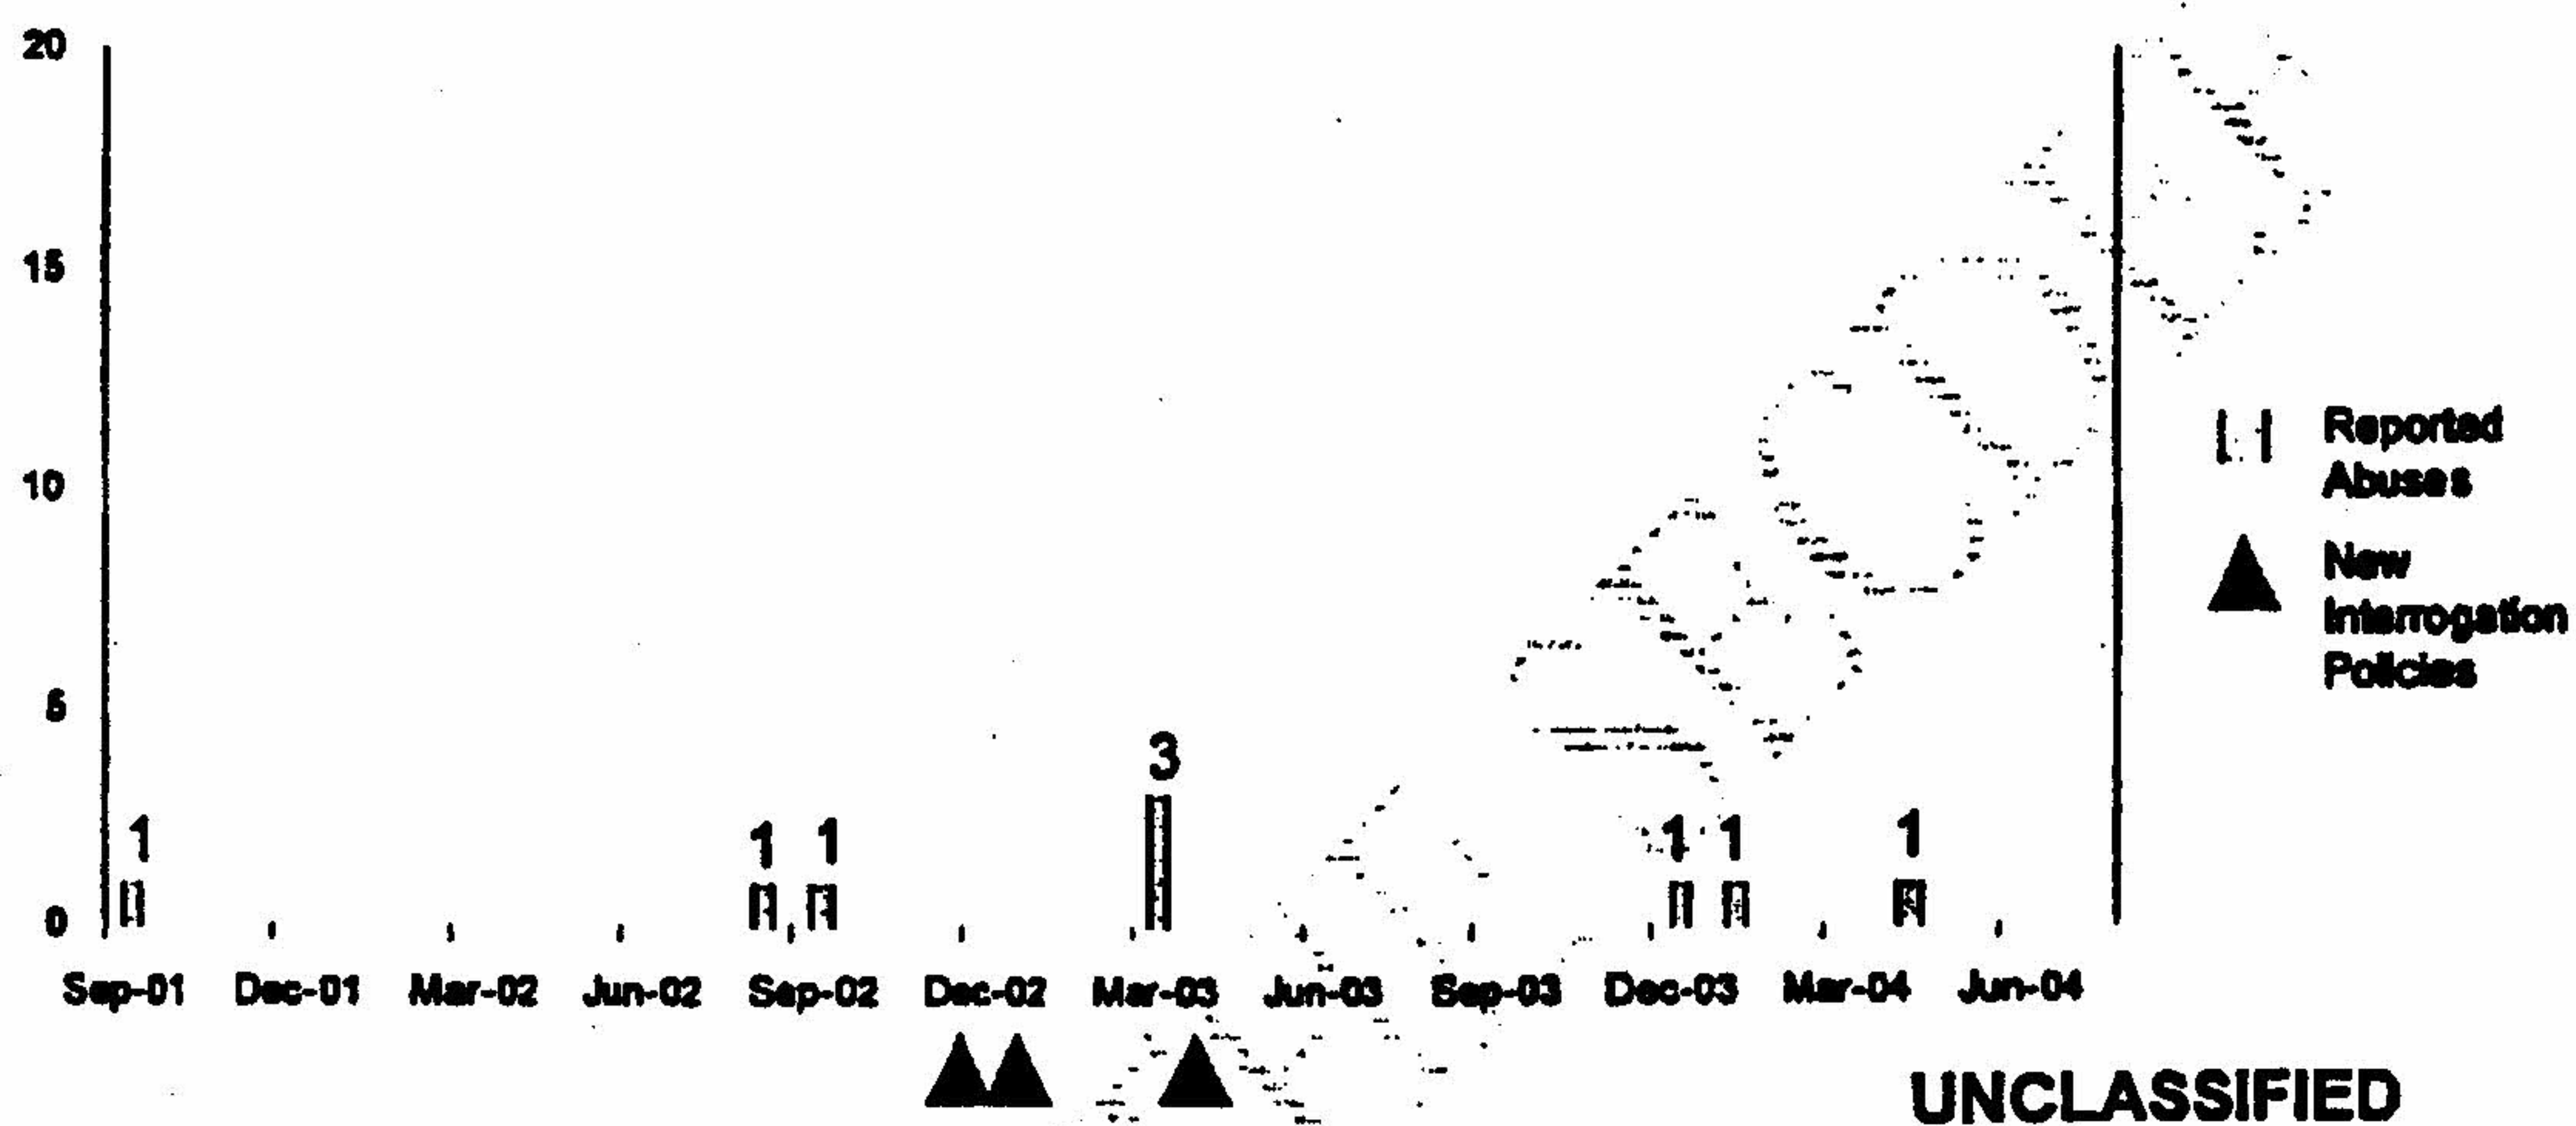 20
15
10
5
0
1
1 1
3
1 1
1
Sep-01 Dec-01 Mar-02 Jun-02 Sep-02 Dec-02 Mar-03 Jun-03 Sep-03 Dec-03 Mar-04 Jun-04
Reported
Abuses
New
Interrogation
Policies
UNCLASSIFIED